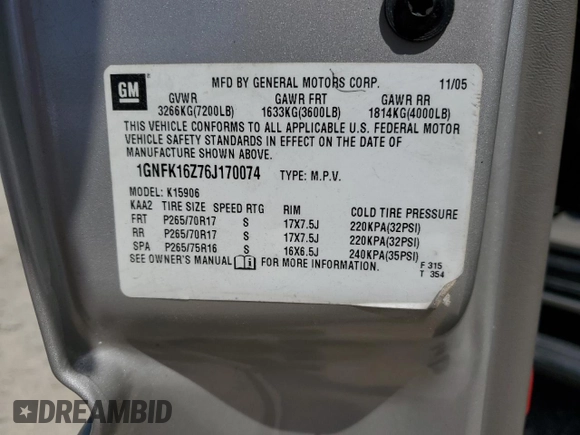 GM
MFD BY GENERAL MOTORS CORP. 11/05
GVWR GAWR FRT GAWR RR
3266KG(7200LB) 1633KG(3600LB) 1814KG(4000LB)
THIS VEHICLE CONFORMS TO ALL APPLICABLE U.S. FEDERAL MOTOR
VEHICLE SAFETY STANDARDS IN EFFECT ON THE DATE OF
MANUFACTURE SHOWN ABOVE.
1GNFK16Z76J170074 TYPE: M.P.V.
MODEL: K15906
KAA2 TIRE SIZE SPEED RTG RIM COLD TIRE PRESSURE
FRT P265/70R17 S 17X7.5J 220KPA(32PSI)
RR P265/70R17 S 17X7.5J 220KPA(32PSI)
SPA P265/75R16 S 16X6.5J 240KPA(35PSI)
SEE OWNER'S MANUAL FOR MORE INFORMATION.
F 315
T 354
DREAMBID